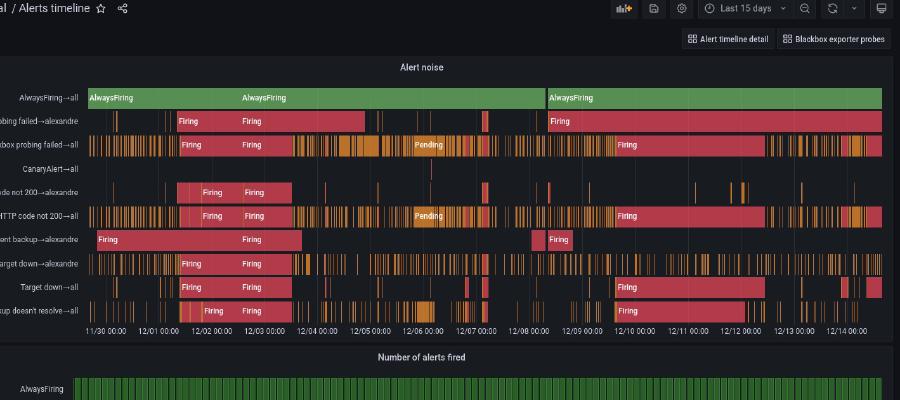 al / Alerts timeline
Last 15 days
Alert timeline detail Blackbox exporter probes
Alert noise
AlwaysFiring→all AlwaysFiring AlwaysFiring AlwaysFiring
obing failed→alexandre Firing Firing Firing
kbox probing failed→all Firing Firing Pending Firing
CanaryAlert→all
ode not 200→alexandre Firing Firing
HTTP code not 200→all Firing Firing Pending Firing
ent backup→alexandre Firing Firing Firing
arget down→alexandre Firing Firing
Target down→all Firing Firing Firing
kup doesn't resolve→all Firing Firing Firing
11/30 00:00 12/01 00:00 12/02 00:00 12/03 00:00 12/04 00:00 12/05 00:00 12/06 00:00 12/07 00:00 12/08 00:00 12/09 00:00 12/10 00:00 12/11 00:00 12/12 00:00 12/13 00:00 12/14 00:00
Number of alerts fired
AlwaysFiring